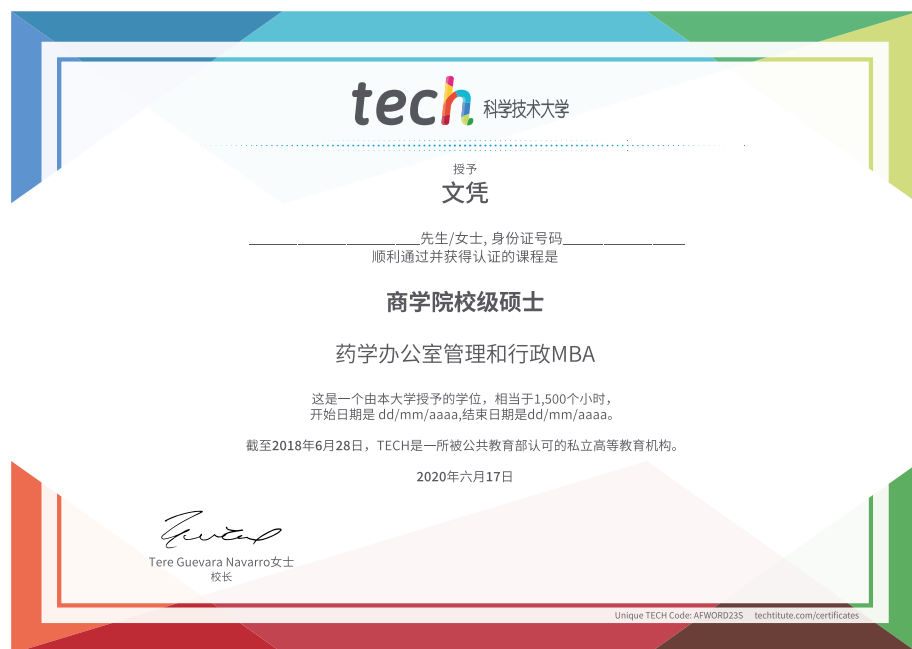 tech 科学技术大学
授予
文凭
先生/女士, 身份证号码
顺利通过并获得认证的课程是
商学院校级硕士
药学办公室管理和行政MBA
这是一个由本大学授予的学位，相当于1,500个小时，
开始日期是 dd/mm/aaaa,结束日期是dd/mm/aaaa。
截至2018年6月28日，TECH是一所被公共教育部认可的私立高等教育机构。
2020年六月17日
Tere Guevara Navarro女士
校长
Unique TECH Code: AFWORD23S techtitute.com/certificates